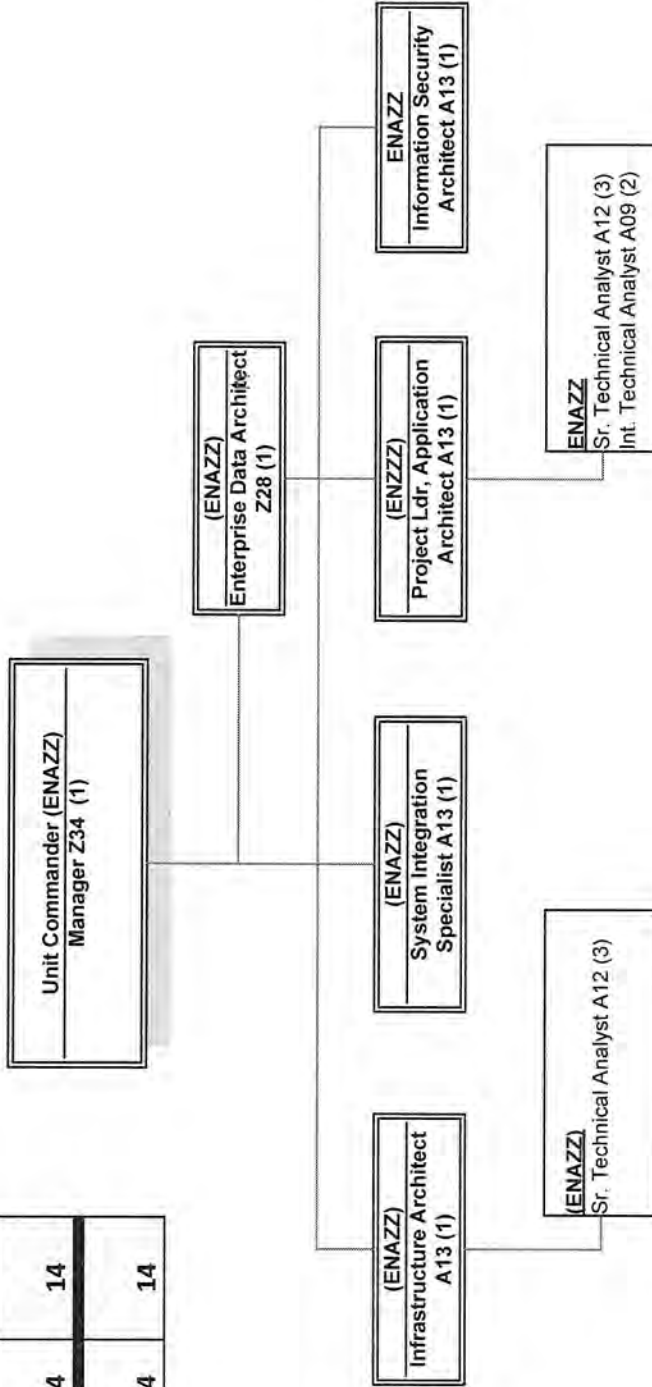 Unit Commander (ENAZZ)
Manager Z34 (1)
(ENAZZ)
Enterprise Data Architect
Z28 (1)
(ENAZZ)
Infrastructure Architect
A13 (1)
(ENAZZ)
System Integration
Specialist A13 (1)
(ENZZZ)
Project Ldr, Application
Architect A13 (1)
ENAZZ
Information Security
Architect A13 (1)
(ENAZZ)
Sr. Technical Analyst A12 (3)
ENAZZ
Sr. Technical Analyst A12 (3)
Int. Technical Analyst A09 (2)
4 14
4 14